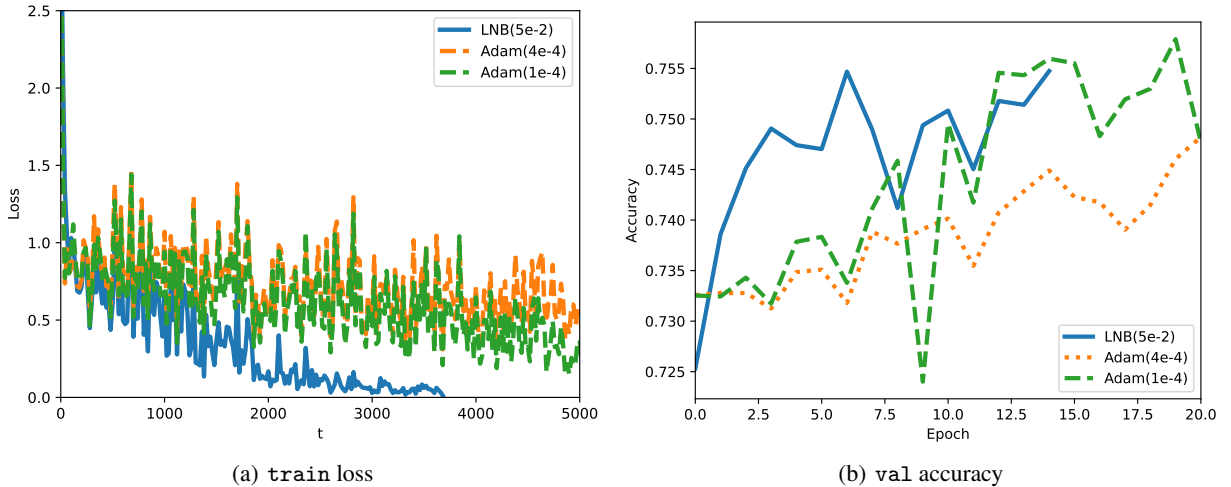 2.5
2.0
1.5
1.0
0.5
0.0
Loss
0
1000
2000
3000
4000
5000
t
LNB(5e-2)
Adam(4e-4)
Adam(1e-4)
(a) train loss
0.755
0.750
0.745
0.740
0.735
0.730
0.725
Accuracy
0.0
2.5
5.0
7.5
10.0
12.5
15.0
17.5
20.0
Epoch
LNB(5e-2)
Adam(4e-4)
Adam(1e-4)
(b) val accuracy